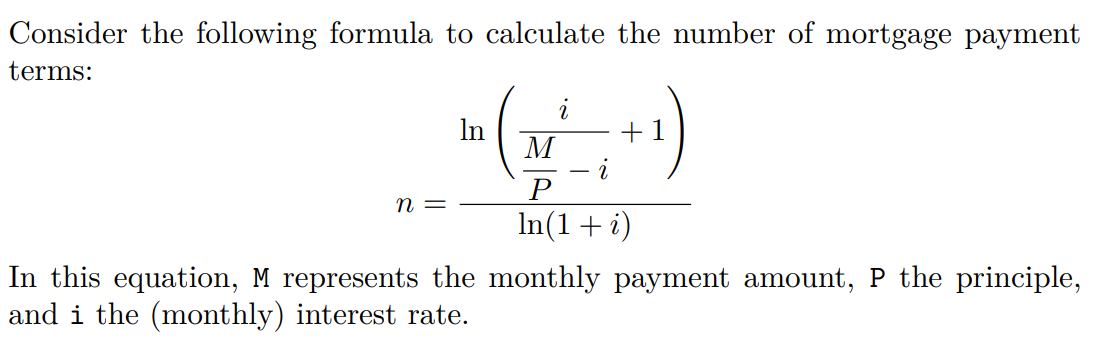 Consider the following formula to calculate the number of mortgage payment
terms:
n = \frac{\ln\left(\frac{i}{\frac{M}{P} - i} + 1\right)}{\ln(1 + i)}
In this equation, M represents the monthly payment amount, P the principle,
and i the (monthly) interest rate.